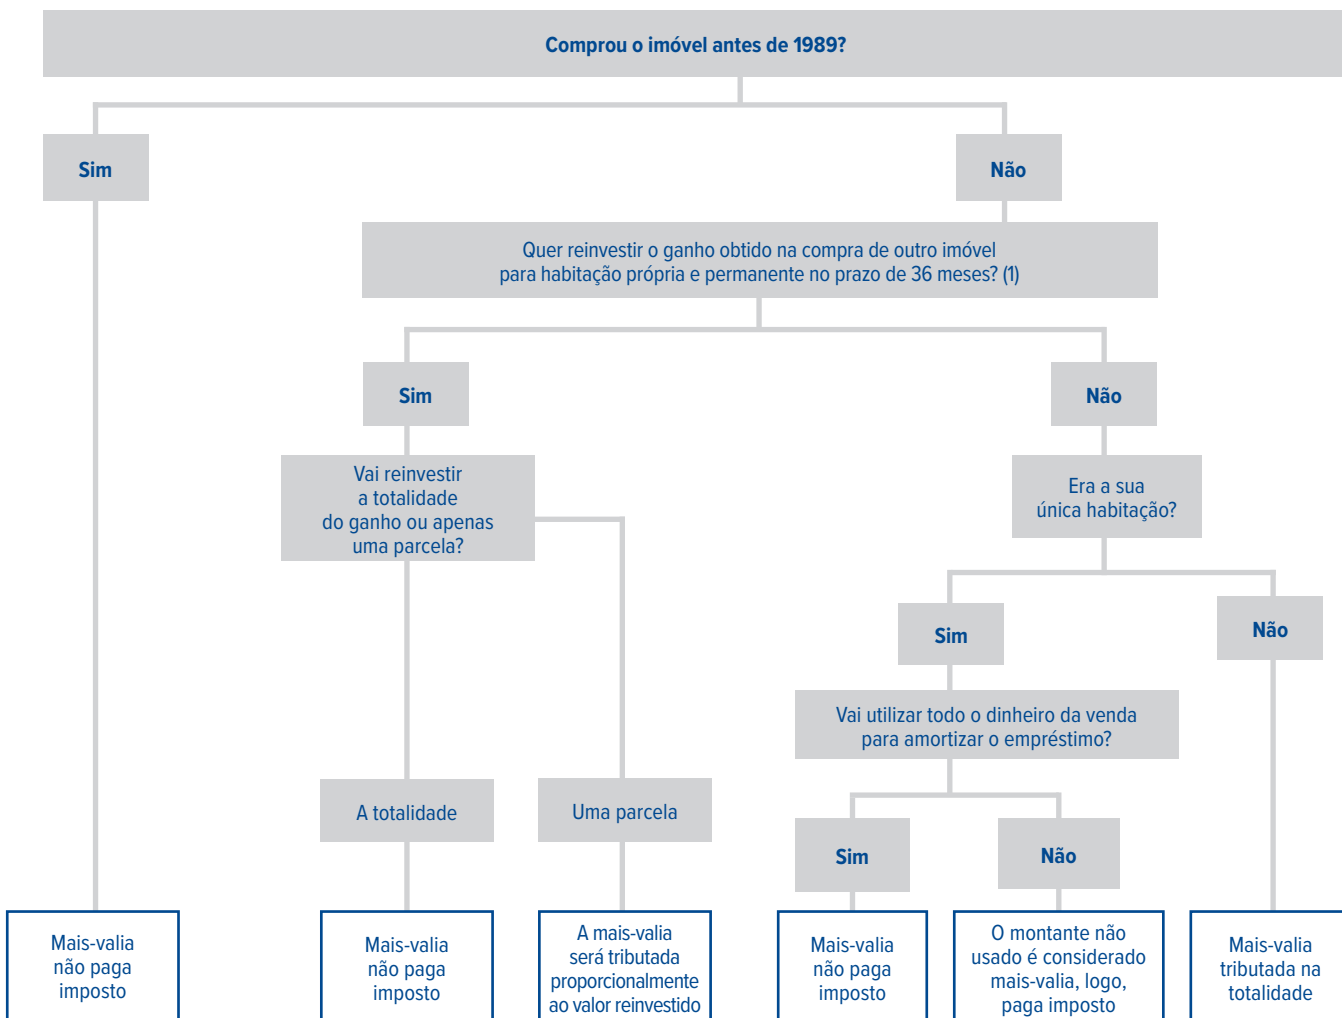 Comprou o imóvel antes de 1989?
Sim
Não
Quer reinvestir o ganho obtido na compra de outro imóvel
para habitação própria e permanente no prazo de 36 meses? (1)
Sim
Não
Vai reinvestir
a totalidade
do ganho ou apenas
uma parcela?
Era a sua
única habitação?
Sim
Não
Vai utilizar todo o dinheiro da venda
para amortizar o empréstimo?
A totalidade
Uma parcela
Sim
Não
Mais-valia
não paga
imposto
Mais-valia
não paga
imposto
A mais-valia
será tributada
proporcionalmente
ao valor reinvestido
Mais-valia
não paga
imposto
O montante não
usado é considerado
mais-valia, logo,
paga imposto
Mais-valia
tributada na
totalidade